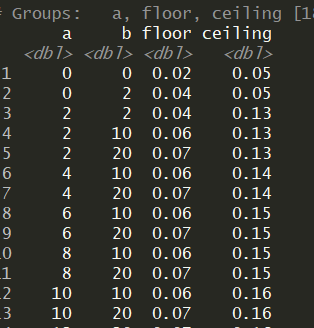 # Groups: a, floor, ceiling [18
a b floor ceiling
<dbl> <dbl> <dbl> <dbl>
1 0 0 0.02 0.05
2 0 2 0.04 0.05
3 2 2 0.04 0.13
4 2 10 0.06 0.13
5 2 20 0.07 0.13
6 4 10 0.06 0.14
7 4 20 0.07 0.14
8 6 10 0.06 0.15
9 6 20 0.07 0.15
0 8 10 0.06 0.15
1 8 20 0.07 0.15
2 10 10 0.06 0.16
3 10 20 0.07 0.16